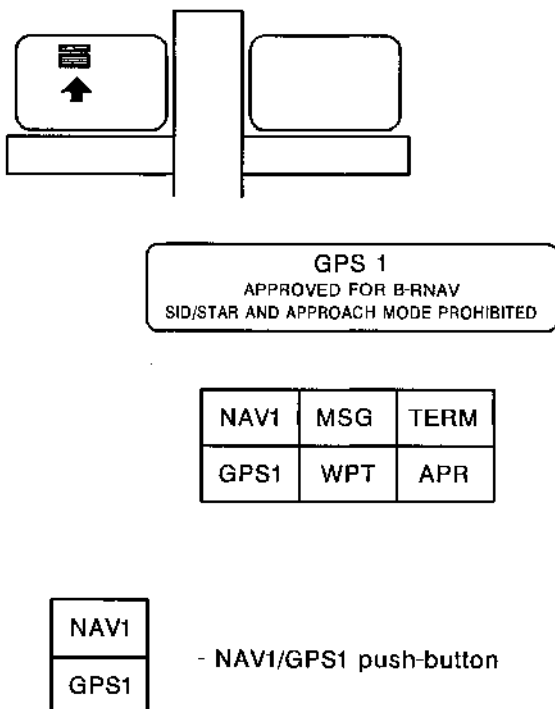 GPS 1
APPROVED FOR B-RNAV
SID/STAR AND APPROACH MODE PROHIBITED
NAV1 MSG TERM
GPS1 WPT APR
NAV1
GPS1
- NAV1/GPS1 push-button